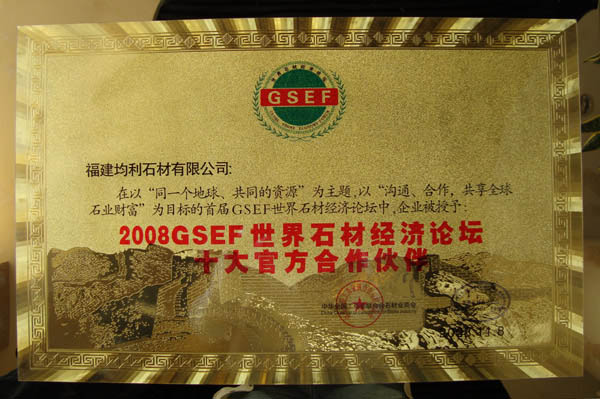 GSEF
福建均利石材有限公司:
在以“同一个地球、共同的资源”为主题,以“沟通、合作,共享全球
石业财富”为目标的首届GSEF世界石材经济论坛中,企业被授予:
2008GSEF世界石材经济论坛
十大官方合作伙伴